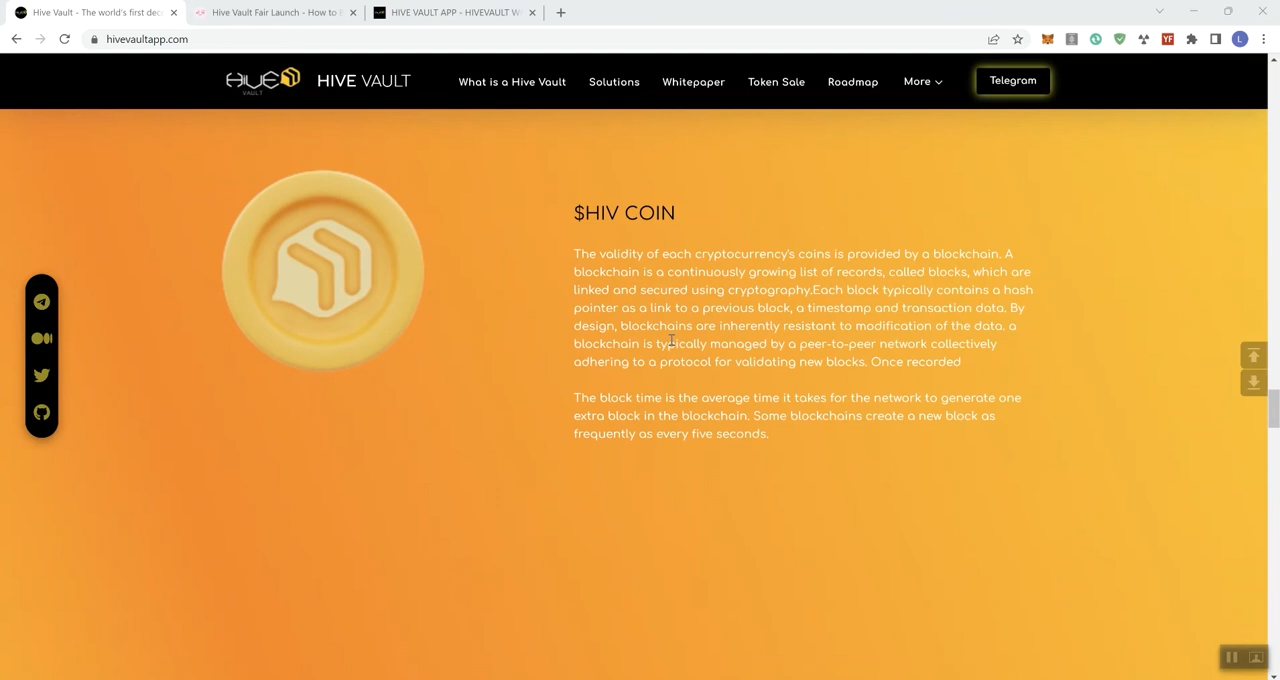 Hive Vault - The world's first dec
Hive Vault Fair Launch - How to
HIVE VAULT APP - HIVEVAULT
hivevaultapp.com
YF
L
HIVE
VAULT
HIVE VAULT
What is a Hive Vault
Solutions
Whitepaper
Token Sale
Roadmap
More
Telegram
$HIV COIN
The validity of each cryptocurrency's coins is provided by a blockchain. A
blockchain is a continuously growing list of records, called blocks, which are
linked and secured using cryptography.Each block typically contains a hash
pointer as a link to a previous block, a timestamp and transaction data. By
design, blockchains are inherently resistant to modification of the data. a
blockchain is typically managed by a peer-to-peer network collectively
adhering to a protocol for validating new blocks. Once recorded
The block time is the average time it takes for the network to generate one
extra block in the blockchain. Some blockchains create a new block as
frequently as every five seconds.